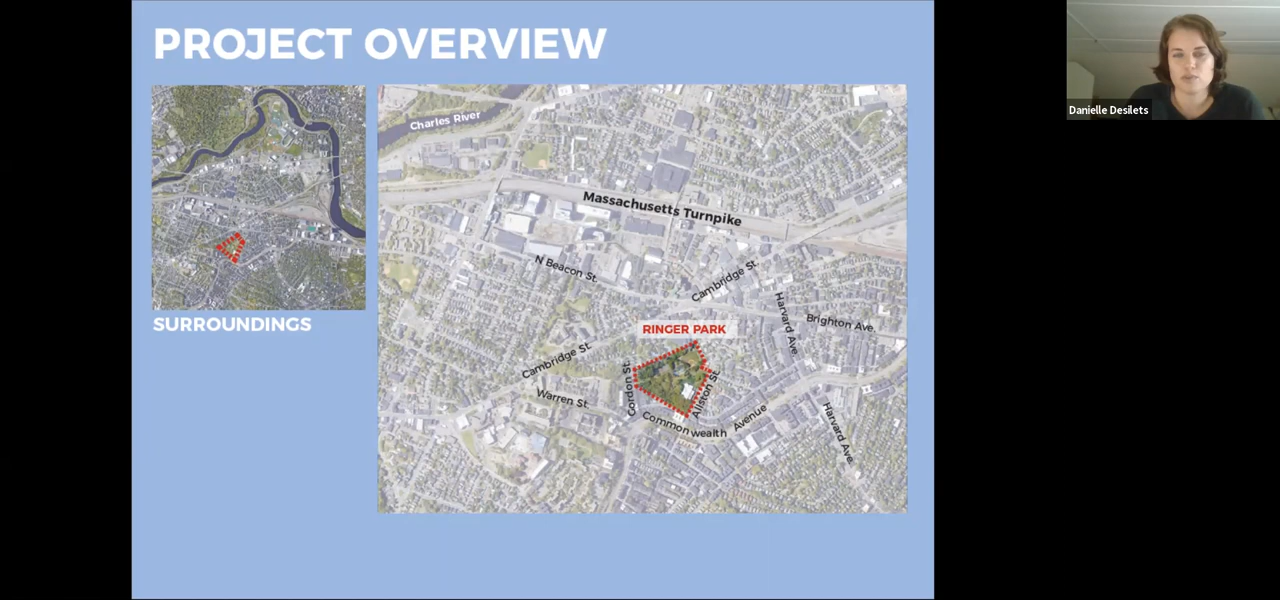 PROJECT OVERVIEW
Danielle Desilets
Charles River
Massachusetts Turnpike
N Beacon St.
Cambridge St.
Harvard Ave
Brighton Ave.
SURROUNDINGS
RINGER PARK
Cambridge St.
Gordon St.
Allston St.
Warren St
Commonwealth Avenue
Harvard Ave.